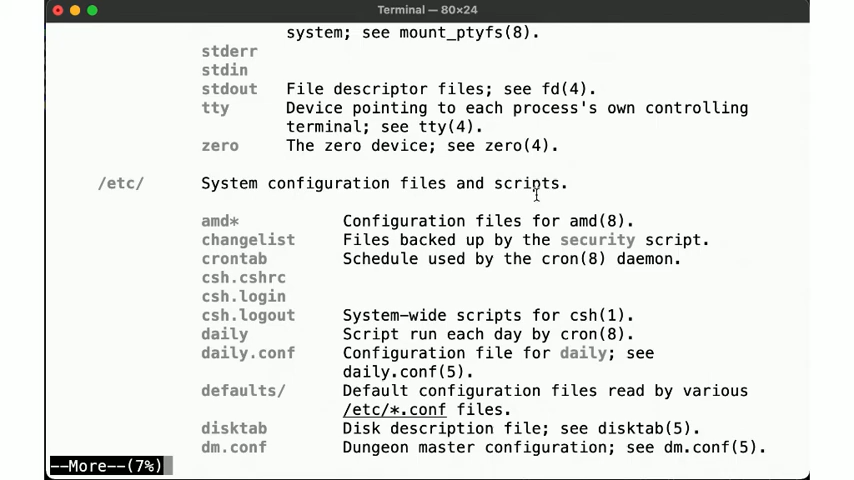 Terminal — 80×24
system; see mount_ptyfs(8).
stderr
stdin
stdout File descriptor files; see fd(4).
tty Device pointing to each process's own controlling
terminal; see tty(4).
zero The zero device; see zero(4).
/etc/ System configuration files and scripts.
amd* Configuration files for amd(8).
changelist Files backed up by the security script.
crontab Schedule used by the cron(8) daemon.
csh.cshrc
csh.login
csh.logout System-wide scripts for csh(1).
daily Script run each day by cron(8).
daily.conf Configuration file for daily; see
daily.conf(5).
defaults/ Default configuration files read by various
/etc/*.conf files.
disktab Disk description file; see disktab(5).
dm.conf Dungeon master configuration; see dm.conf(5).
--More--(7%)